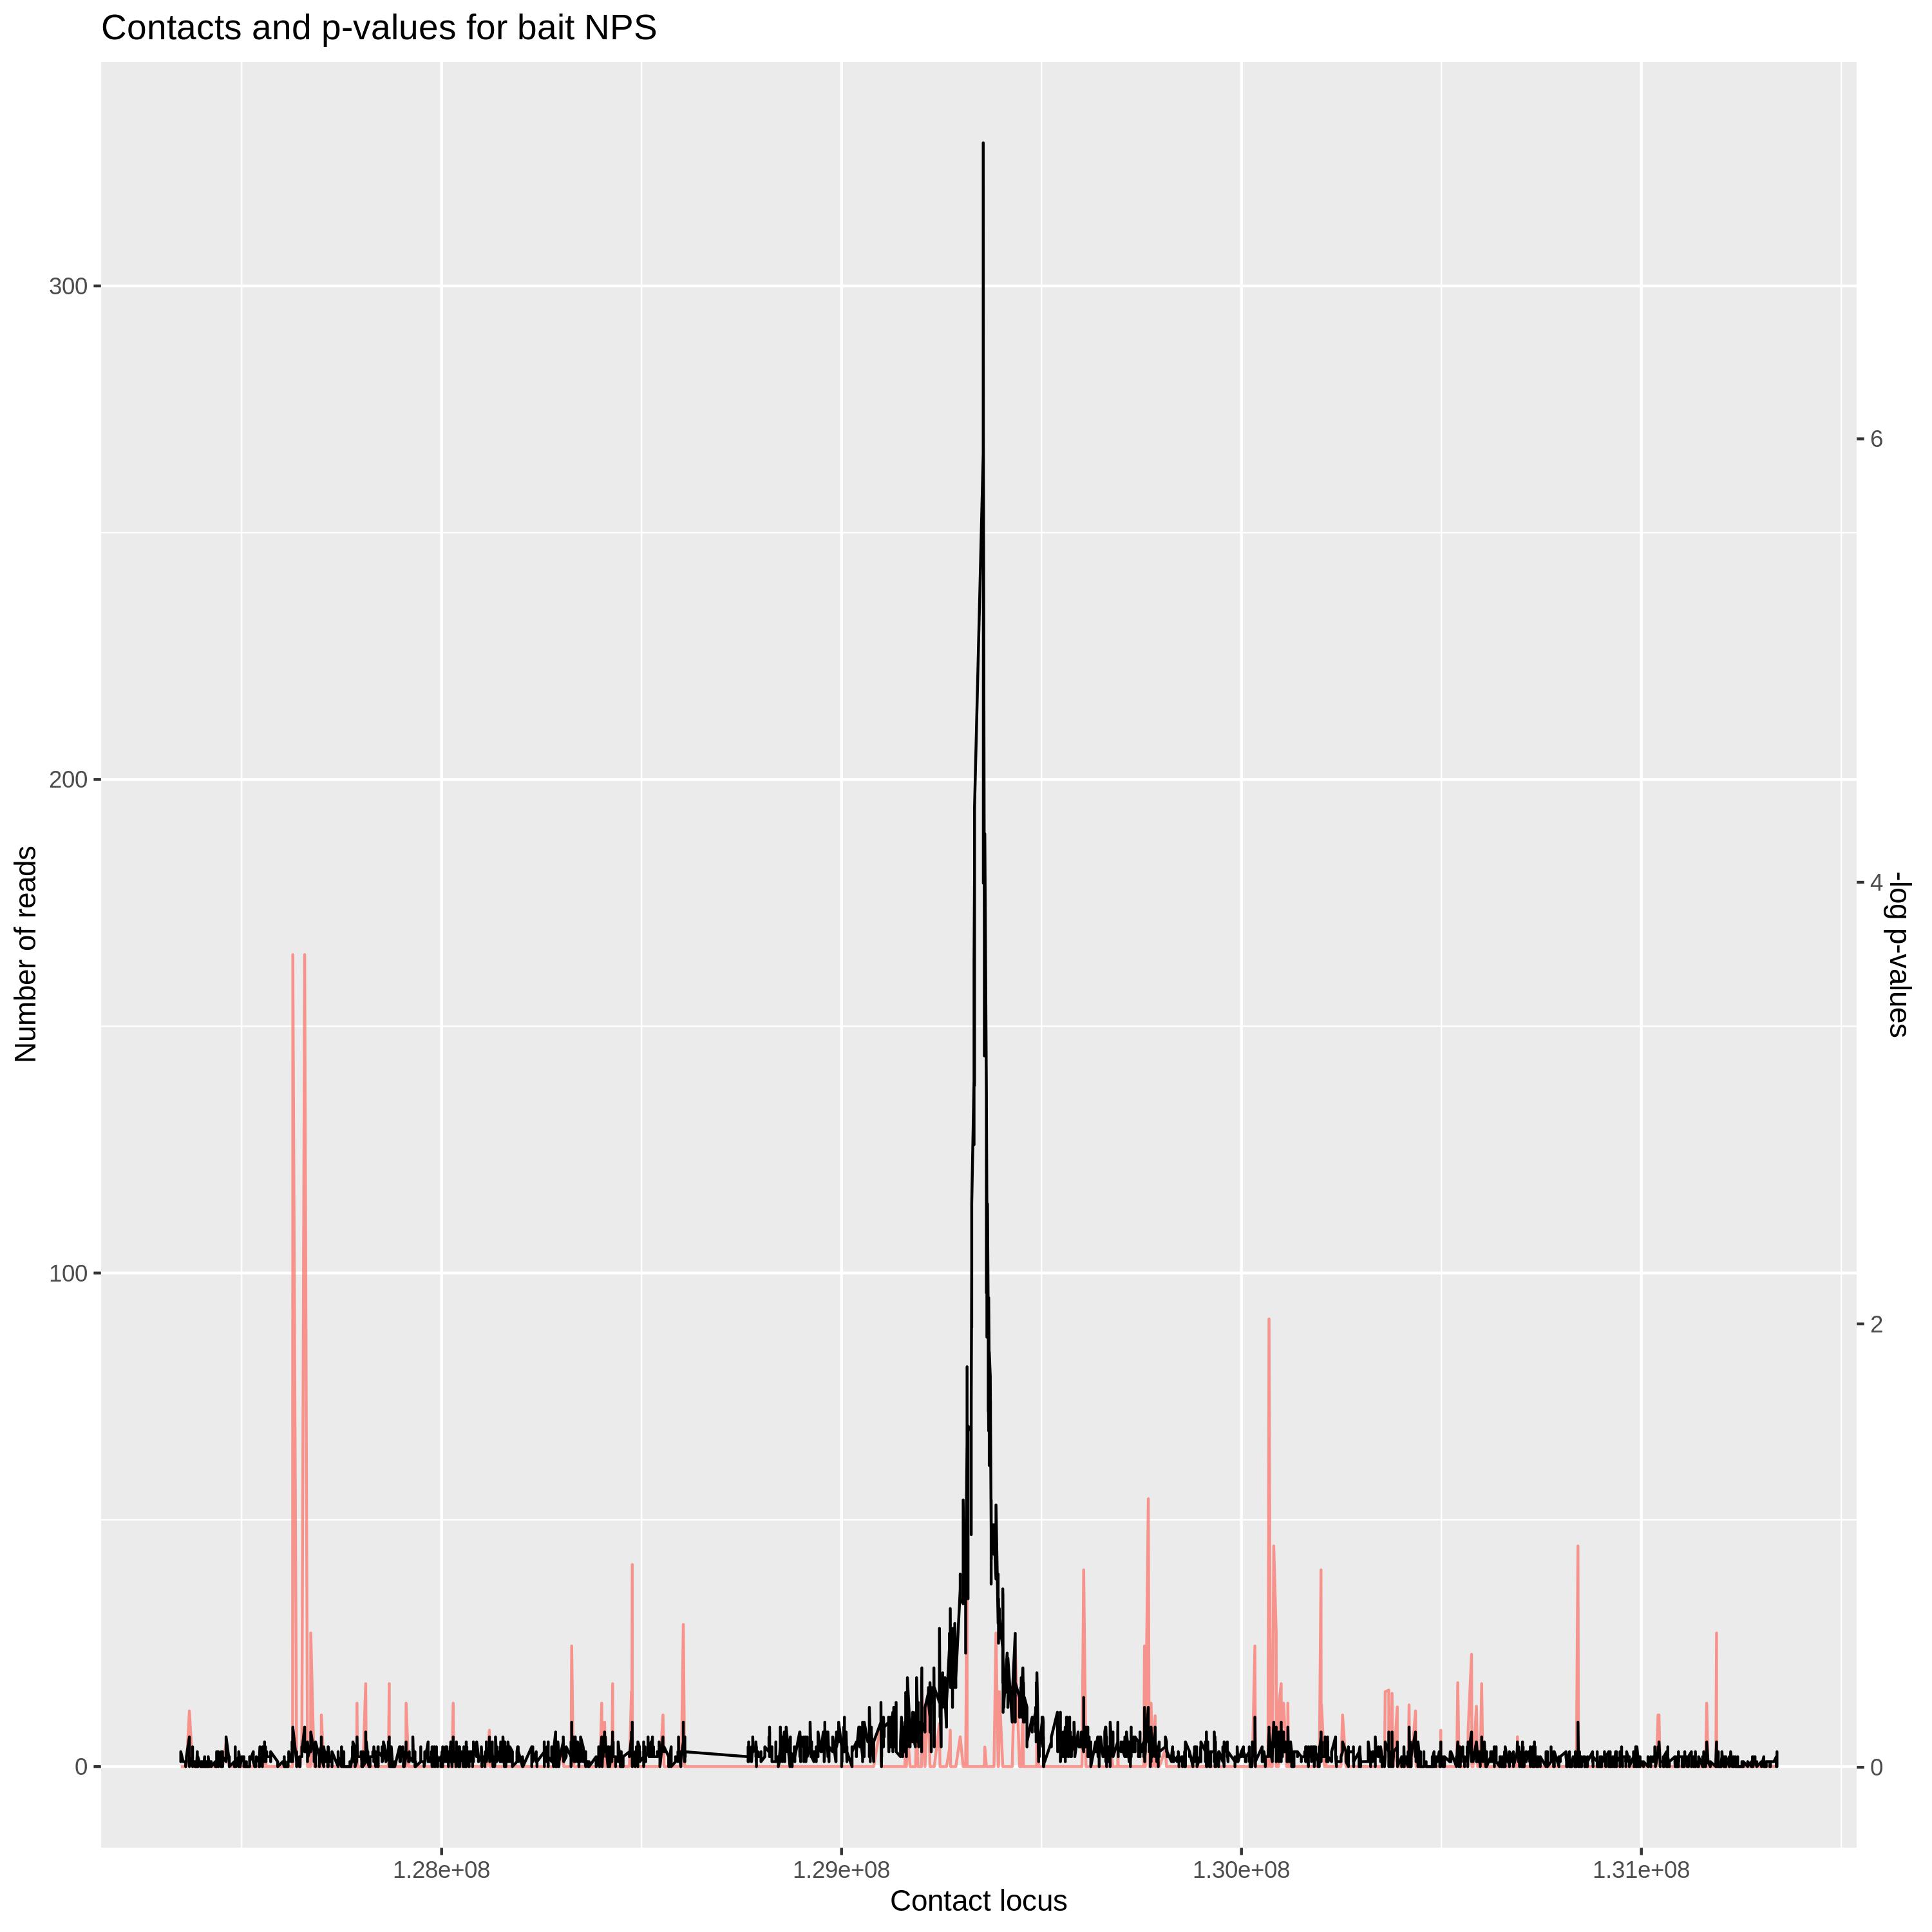 Contacts and p-values for bait NPS
300
200
100
0
Number of reads
6
4
2
0
-log p-values
1.28e+08
1.29e+08
1.30e+08
1.31e+08
Contact locus